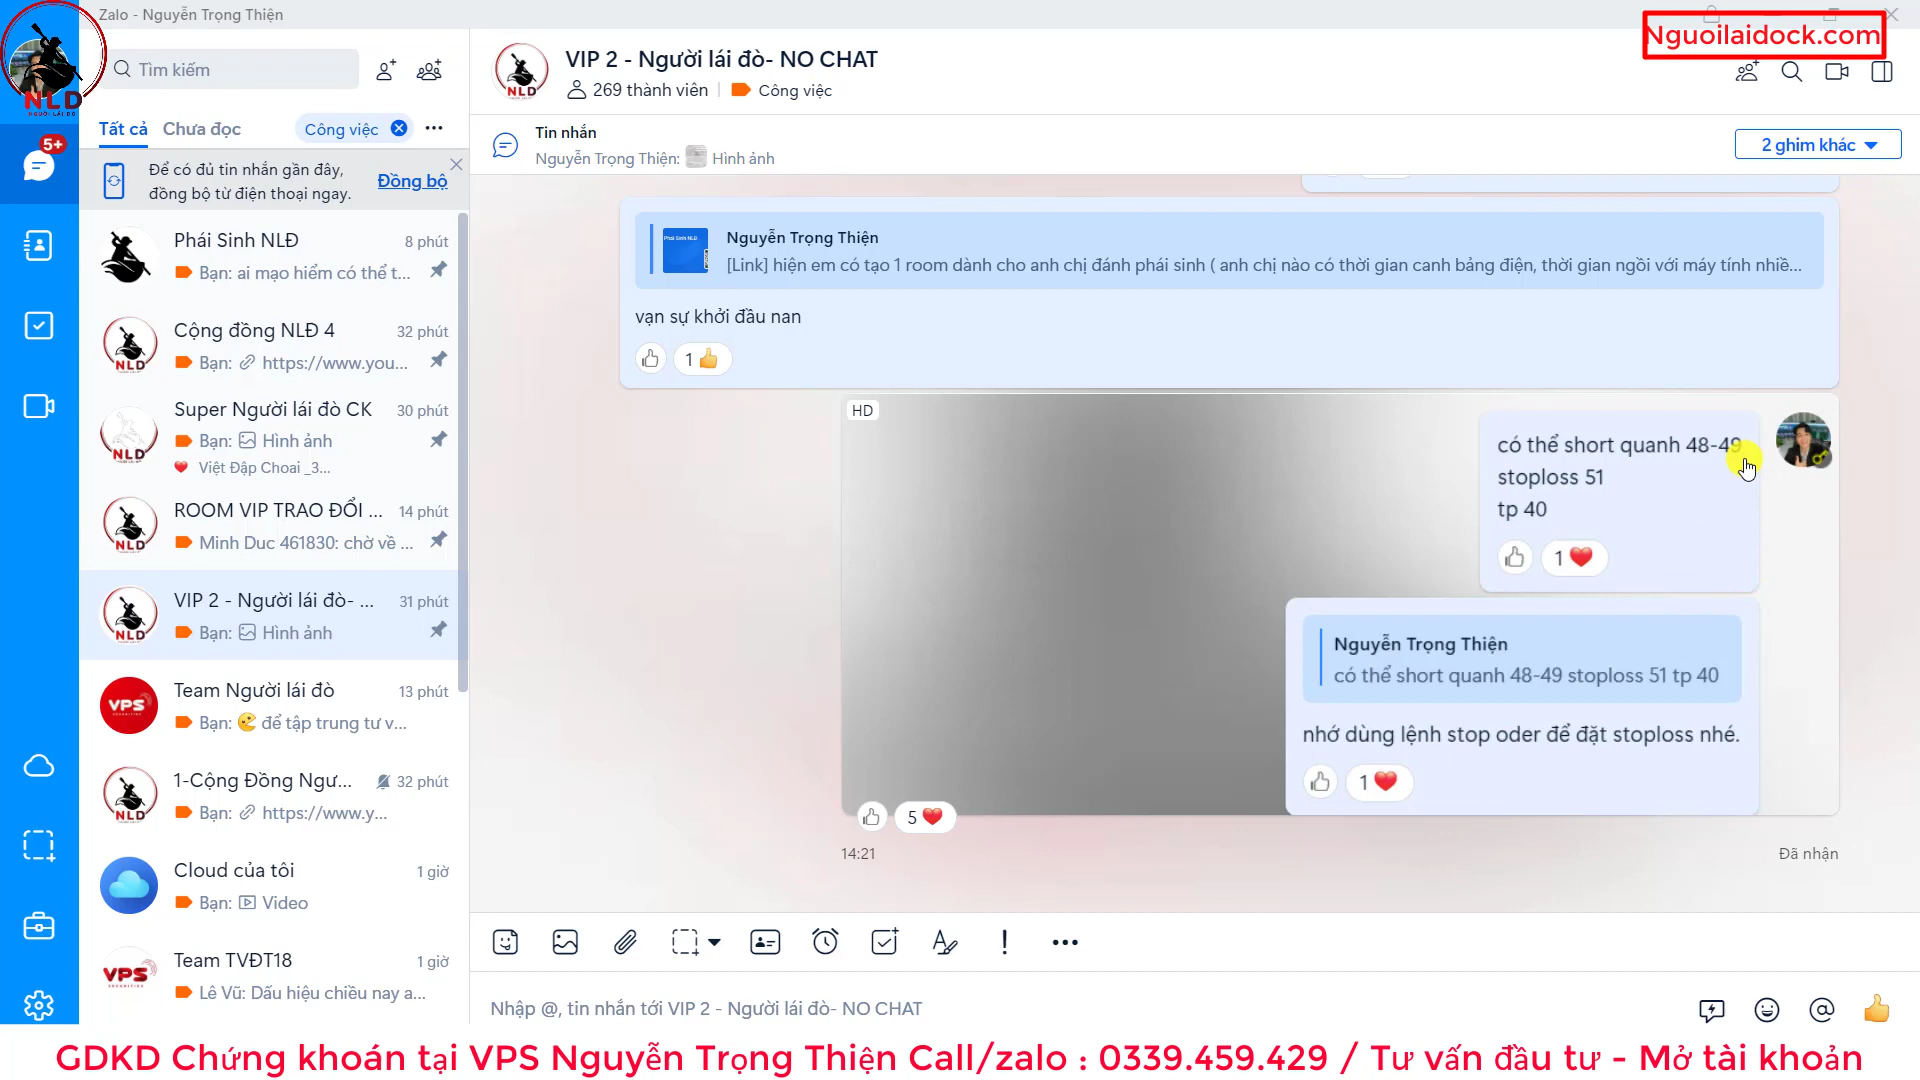 Zalo - Nguyễn Trọng Thiện
Nguoilaidock.com
NLD
NGƯỜI LÁI ĐÒ
Tìm kiếm
Tất cả
Chưa đọc
Công việc
5+
Để có đủ tin nhắn gần đây,
đồng bộ từ điện thoại ngay.
Đồng bộ
Phái Sinh NLĐ
8 phút
Bạn: ai mạo hiểm có thể t...
Cộng đồng NLĐ 4
32 phút
Bạn: https://www.you...
NLD
Super Người lái đò CK
30 phút
Bạn: Hình ảnh
Việt Đập Choai _3...
ROOM VIP TRAO ĐỔI ...
14 phút
Minh Duc 461830: chờ về ...
NLD
VIP 2 - Người lái đò- ...
31 phút
Bạn: Hình ảnh
NLD
Team Người lái đò
13 phút
Bạn: để tập trung tư v...
VPS
1-Cộng Đồng Ngư...
32 phút
Bạn: https://www.y...
NLD
Cloud của tôi
1 giờ
Bạn: Video
Team TVĐT18
1 giờ
Lê Vũ: Dấu hiệu chiều nay a...
VPS
VIP 2 - Người lái đò- NO CHAT
269 thành viên
Công việc
NLD
Tin nhắn
Nguyễn Trọng Thiện: Hình ảnh
2 ghim khác
Phái Sinh NLĐ
Nguyễn Trọng Thiện
[Link] hiện em có tạo 1 room dành cho anh chị đánh phái sinh ( anh chị nào có thời gian canh bảng điện, thời gian ngồi với máy tính nhiề...
vạn sự khởi đầu nan
1
HD
có thể short quanh 48-49
stoploss 51
tp 40
1
Nguyễn Trọng Thiện
có thể short quanh 48-49 stoploss 51 tp 40
nhớ dùng lệnh stop oder để đặt stoploss nhé.
1
5
14:21
Đã nhận
Nhập @, tin nhắn tới VIP 2 - Người lái đò- NO CHAT
GDKD Chứng khoán tại VPS Nguyễn Trọng Thiện Call/zalo : 0339.459.429 / Tư vấn đầu tư - Mở tài khoản